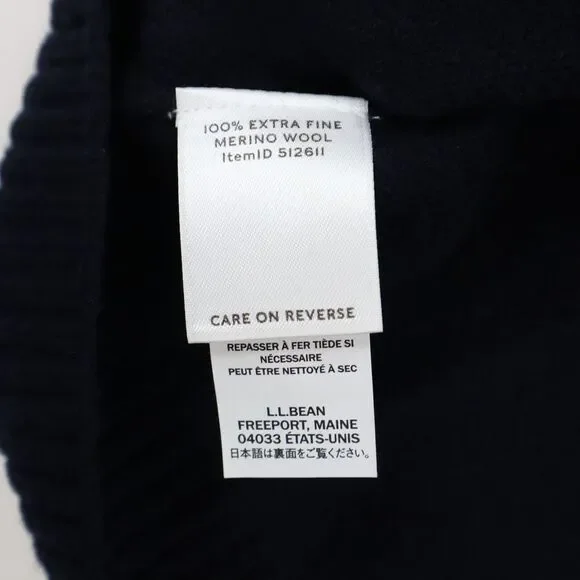 100% EXTRA FINE
MERINO WOOL
ItemID 512611
CARE ON REVERSE
REPASSER À FER TIÈDE SI
NÉCESSAIRE
PEUT ÊTRE NETTOYÉ À SEC
L.L.BEAN
FREEPORT, MAINE
04033 ÉTATS-UNIS
日本語は裏面をご覧ください。